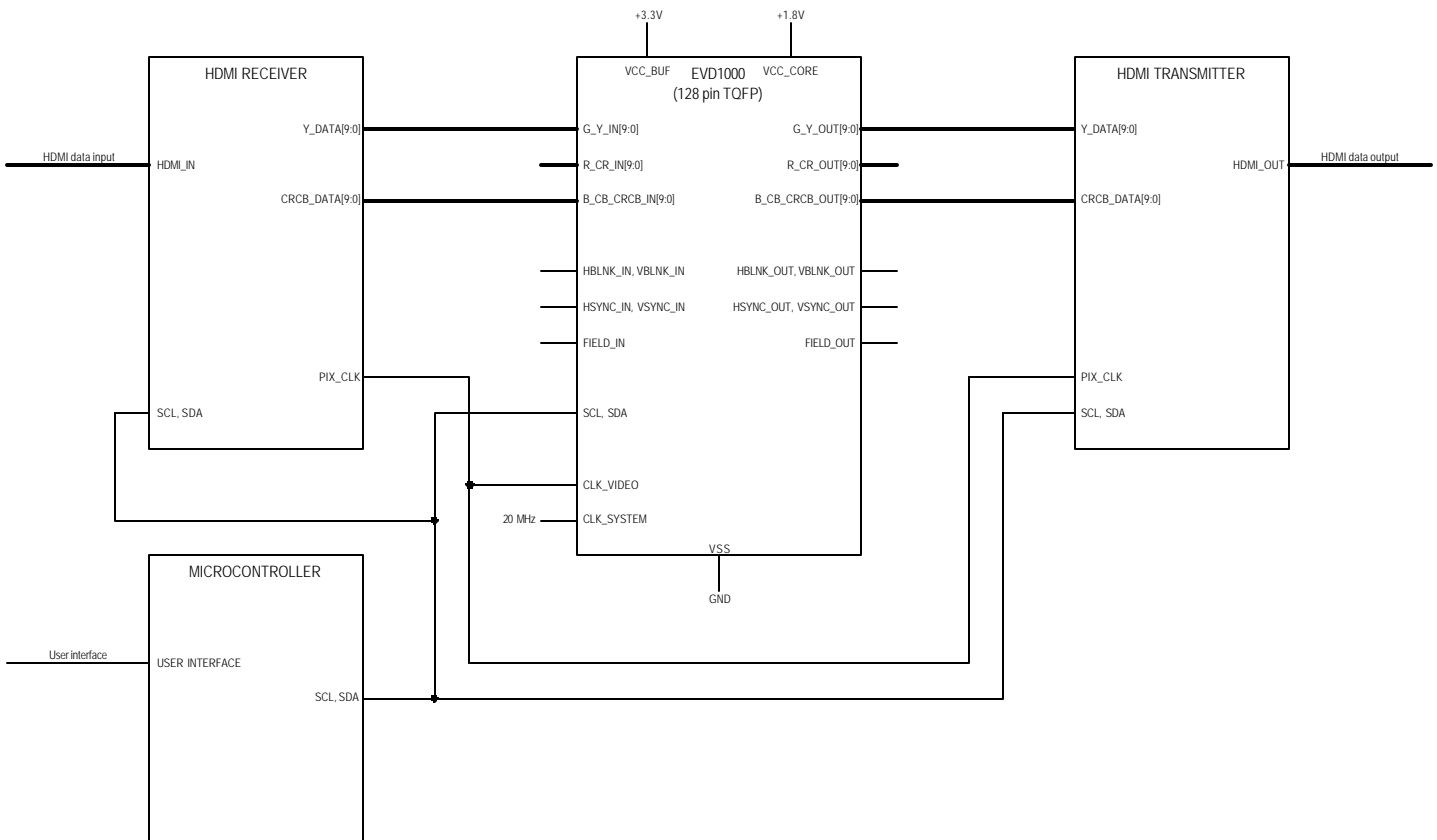 +3.3V
+1.8V
HDMI RECEIVER
Y_DATA[9:0]
HDMI data input
HDMI_IN
CRCB_DATA[9:0]
PIX_CLK
SCL, SDA
VCC_BUF
EVD1000
VCC_CORE
(128 pin TQFP)
G_Y_IN[9:0]
G_Y_OUT[9:0]
R_CR_IN[9:0]
R_CR_OUT[9:0]
B_CB_CRCB_IN[9:0]
B_CB_CRCB_OUT[9:0]
HBLNK_IN, VBLNK_IN
HBLNK_OUT, VBLNK_OUT
HSYNC_IN, VSYNC_IN
HSYNC_OUT, VSYNC_OUT
FIELD_IN
FIELD_OUT
SCL, SDA
CLK_VIDEO
20 MHz
CLK_SYSTEM
VSS
GND
HDMI TRANSMITTER
Y_DATA[9:0]
HDMI_OUT
HDMI data output
CRCB_DATA[9:0]
PIX_CLK
SCL, SDA
MICROCONTROLLER
User interface
USER INTERFACE
SCL, SDA